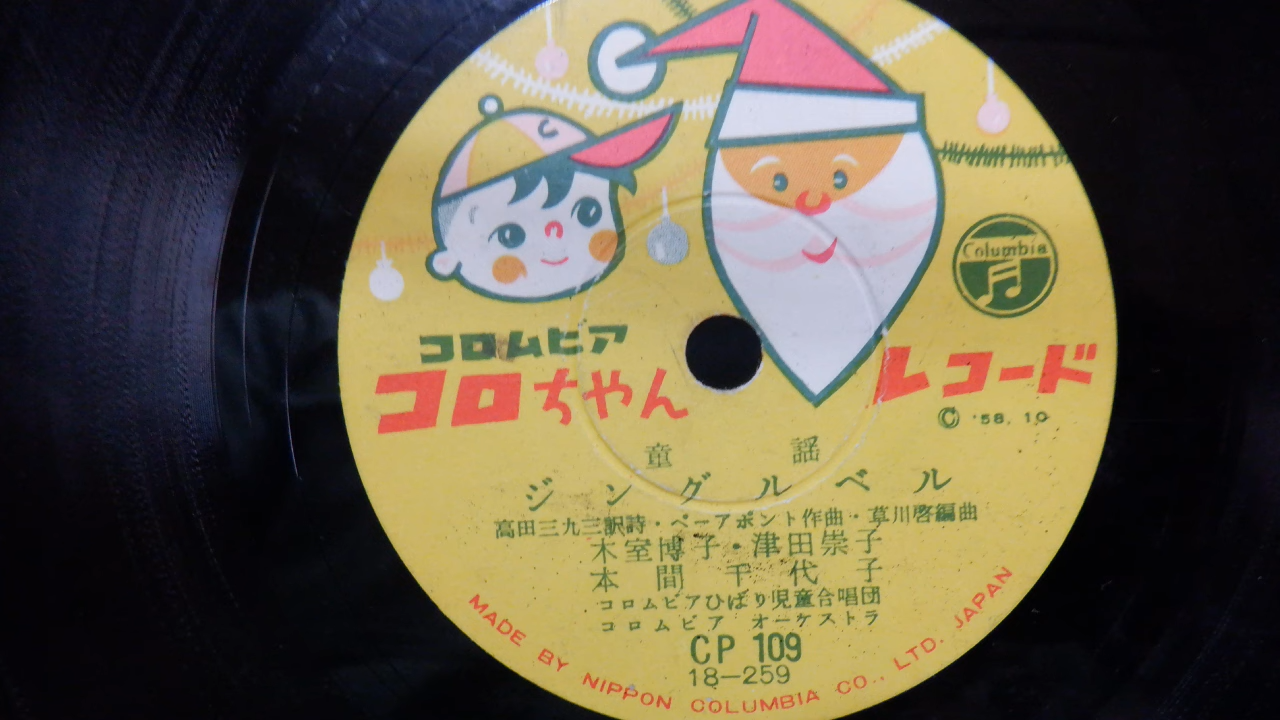 Columbia
コロムビア
コロちゃんレコード
© '58. 10
童謡
ジングルベル
高田三九三訳詩・ペーアポント作曲・草川啓編曲
木室博子・津田崇子
本間千代子
コロムビアひばり児童合唱団
コロムビア オーケストラ
CP 109
18-259
MADE BY NIPPON COLUMBIA CO., LTD. JAPAN